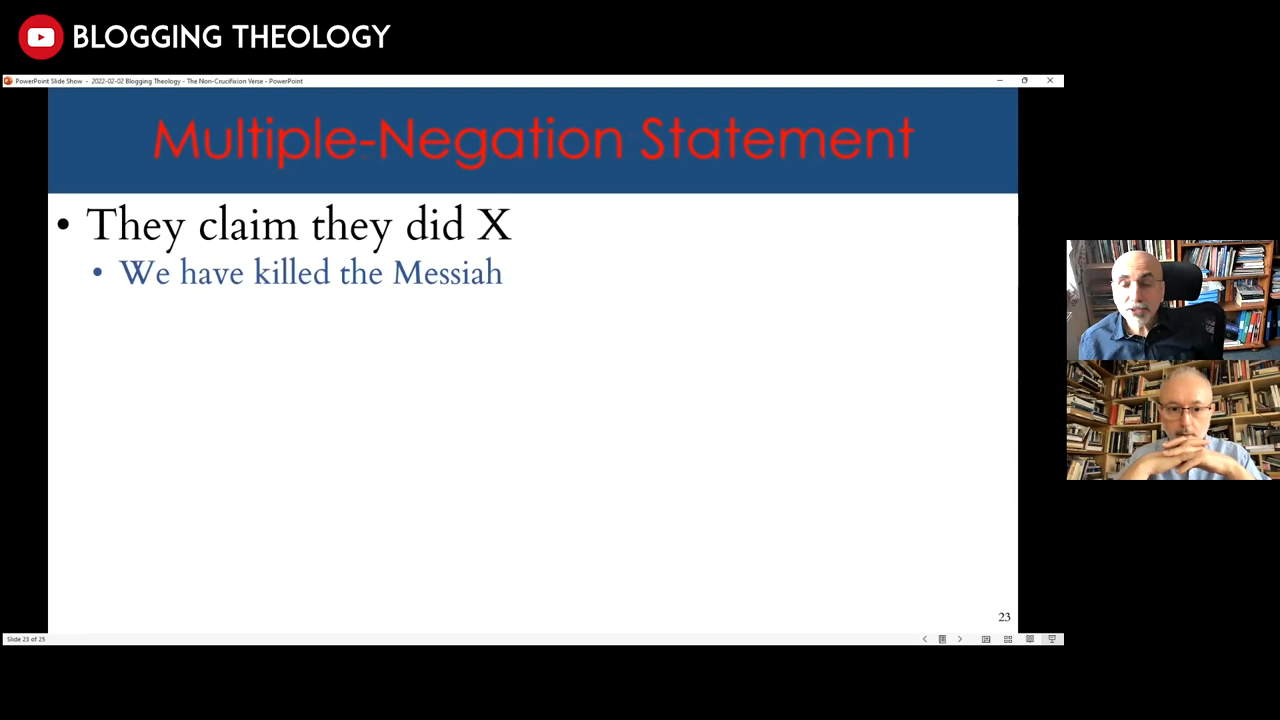 BLOGGING THEOLOGY
PowerPoint Slide Show - 2022-02-02 Blogging Theology - The Non-Crucifixion Verse - PowerPoint
Multiple-Negation Statement
• They claim they did X
• We have killed the Messiah
23
Slide 23 of 25